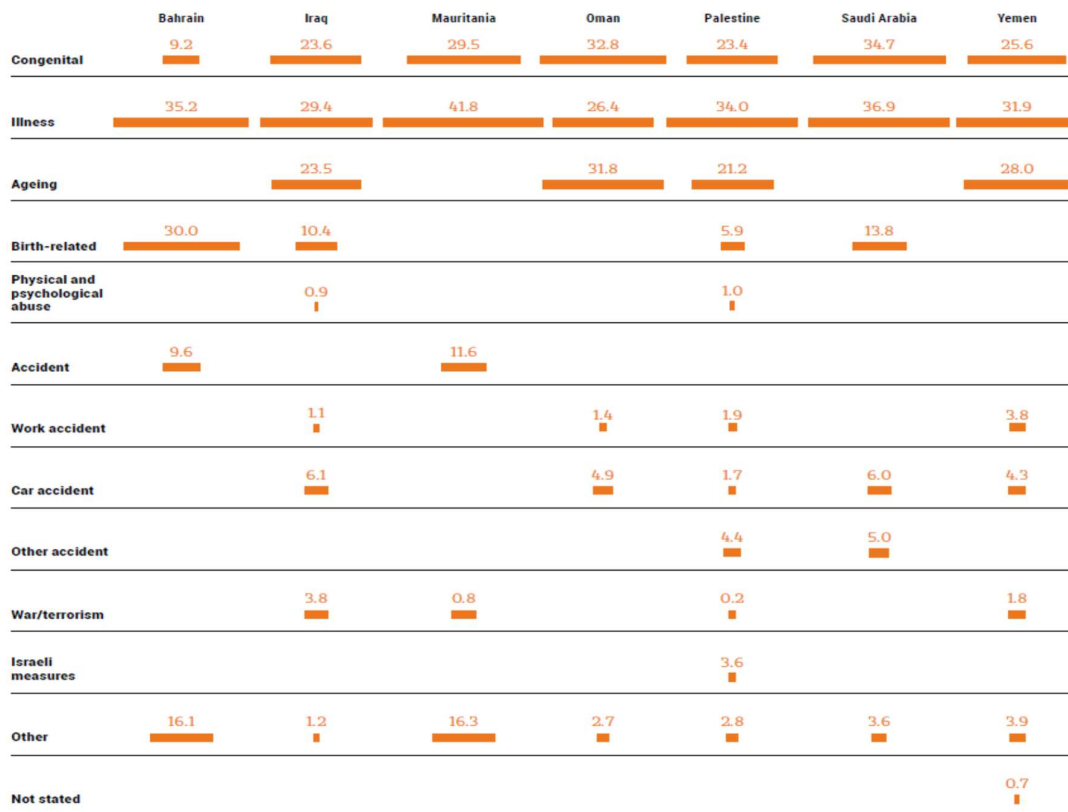 Bahrain Iraq Mauritania Oman Palestine Saudi Arabia Yemen
Congenital 9.2 23.6 29.5 32.8 23.4 34.7 25.6
Illness 35.2 29.4 41.8 26.4 34.0 36.9 31.9
Ageing 23.5 31.8 21.2 28.0
Birth-related 30.0 10.4 5.9 13.8
Physical and
psychological
abuse 0.9 1.0
Accident 9.6 11.6
Work accident 1.1 1.4 1.9 3.8
Car accident 6.1 4.9 1.7 6.0 4.3
Other accident 4.4 5.0
War/terrorism 3.8 0.8 0.2 1.8
Israeli
measures 3.6
Other 16.1 1.2 16.3 2.7 2.8 3.6 3.9
Not stated 0.7